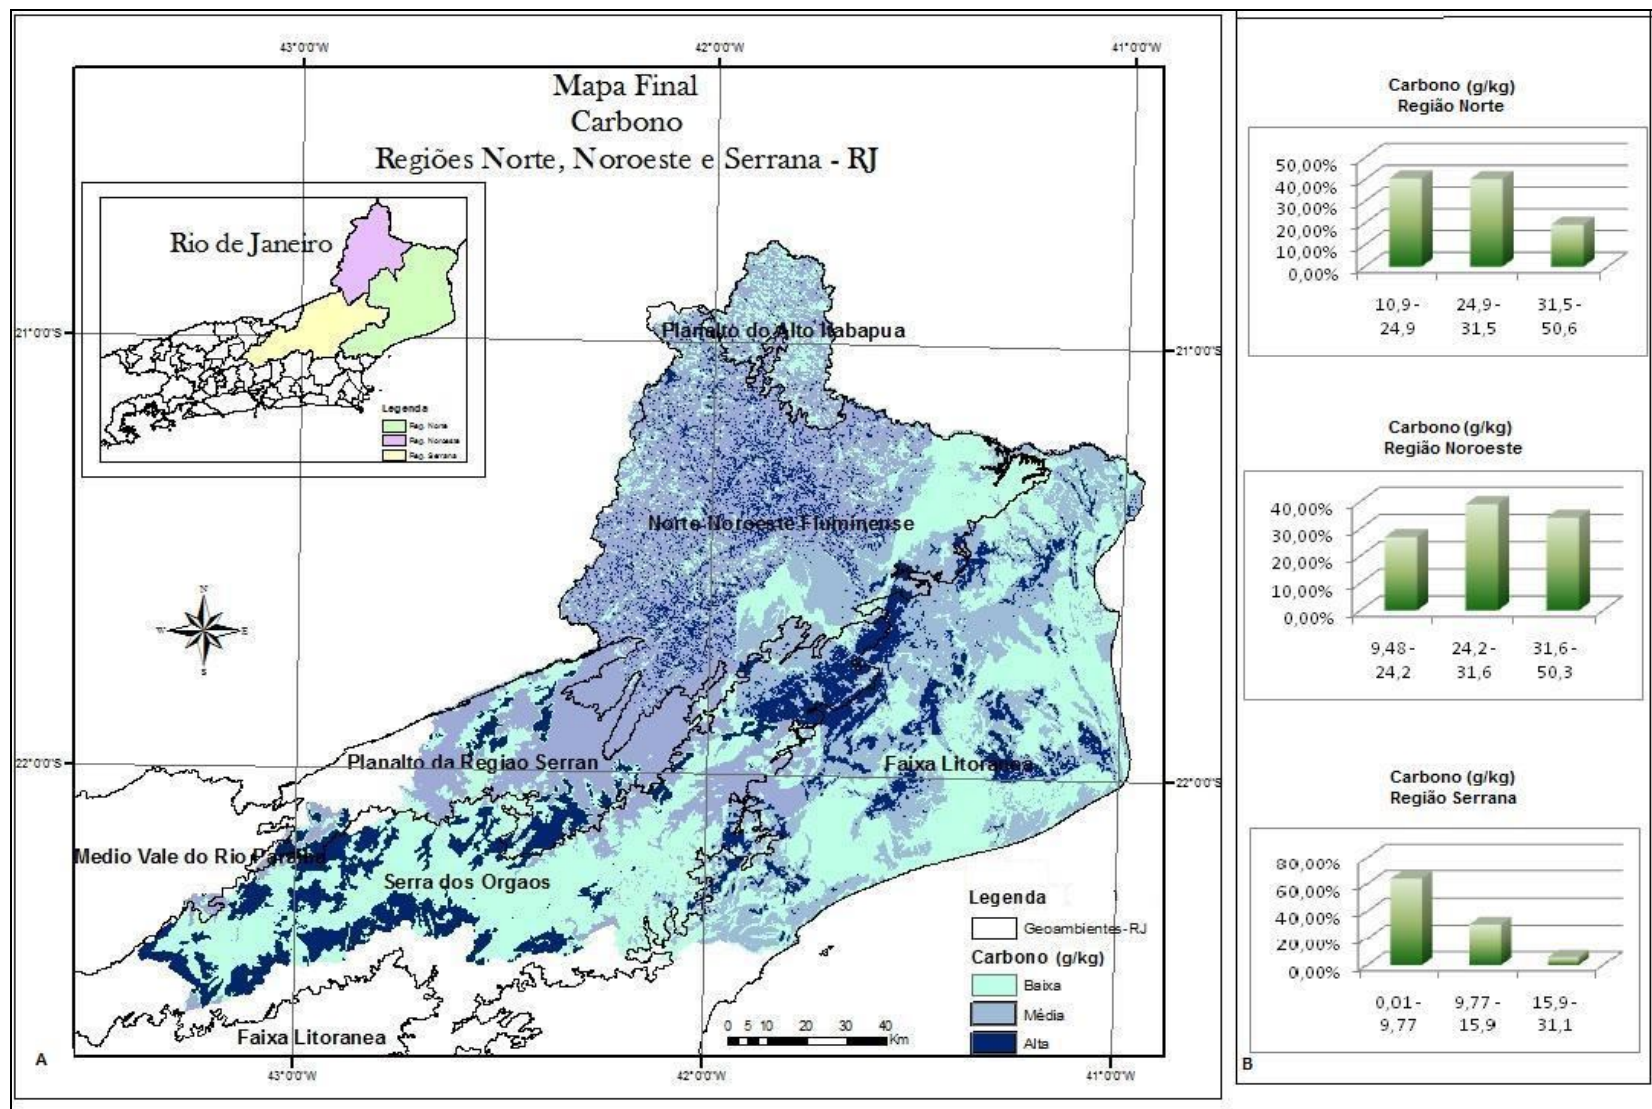 43°0'0"W
42°0'0"W
41°0'0"W
Mapa Final
Carbono
Regiões Norte, Noroeste e Serrana - RJ
Rio de Janeiro
Legenda
Reg. Norte
Reg. Noroeste
Reg. Serrana
21°0'0"S
21°0'0"S
Planalto do Alto Itabapua
Norte Noroeste Fluminense
N
W
E
S
22°0'0"S
22°0'0"S
Planalto da Regiao Serran
Faixa Litoranea
Medio Vale do Rio Paraiba
Serra dos Orgaos
Faixa Litoranea
Legenda
Geoambientes-RJ
Carbono (g/kg)
Baixa
Média
Alta
0 5 10 20 30 40
Km
A
43°0'0"W
42°0'0"W
41°0'0"W
Carbono (g/kg)
Região Norte
50,00%
40,00%
30,00%
20,00%
10,00%
0,00%
10,9- 24,9- 31,5-
24,9 31,5 50,6
Carbono (g/kg)
Região Noroeste
40,00%
30,00%
20,00%
10,00%
0,00%
9,48- 24,2- 31,6-
24,2 31,6 50,3
Carbono (g/kg)
Região Serrana
80,00%
60,00%
40,00%
20,00%
0,00%
0,01- 9,77- 15,9-
9,77 15,9 31,1
B